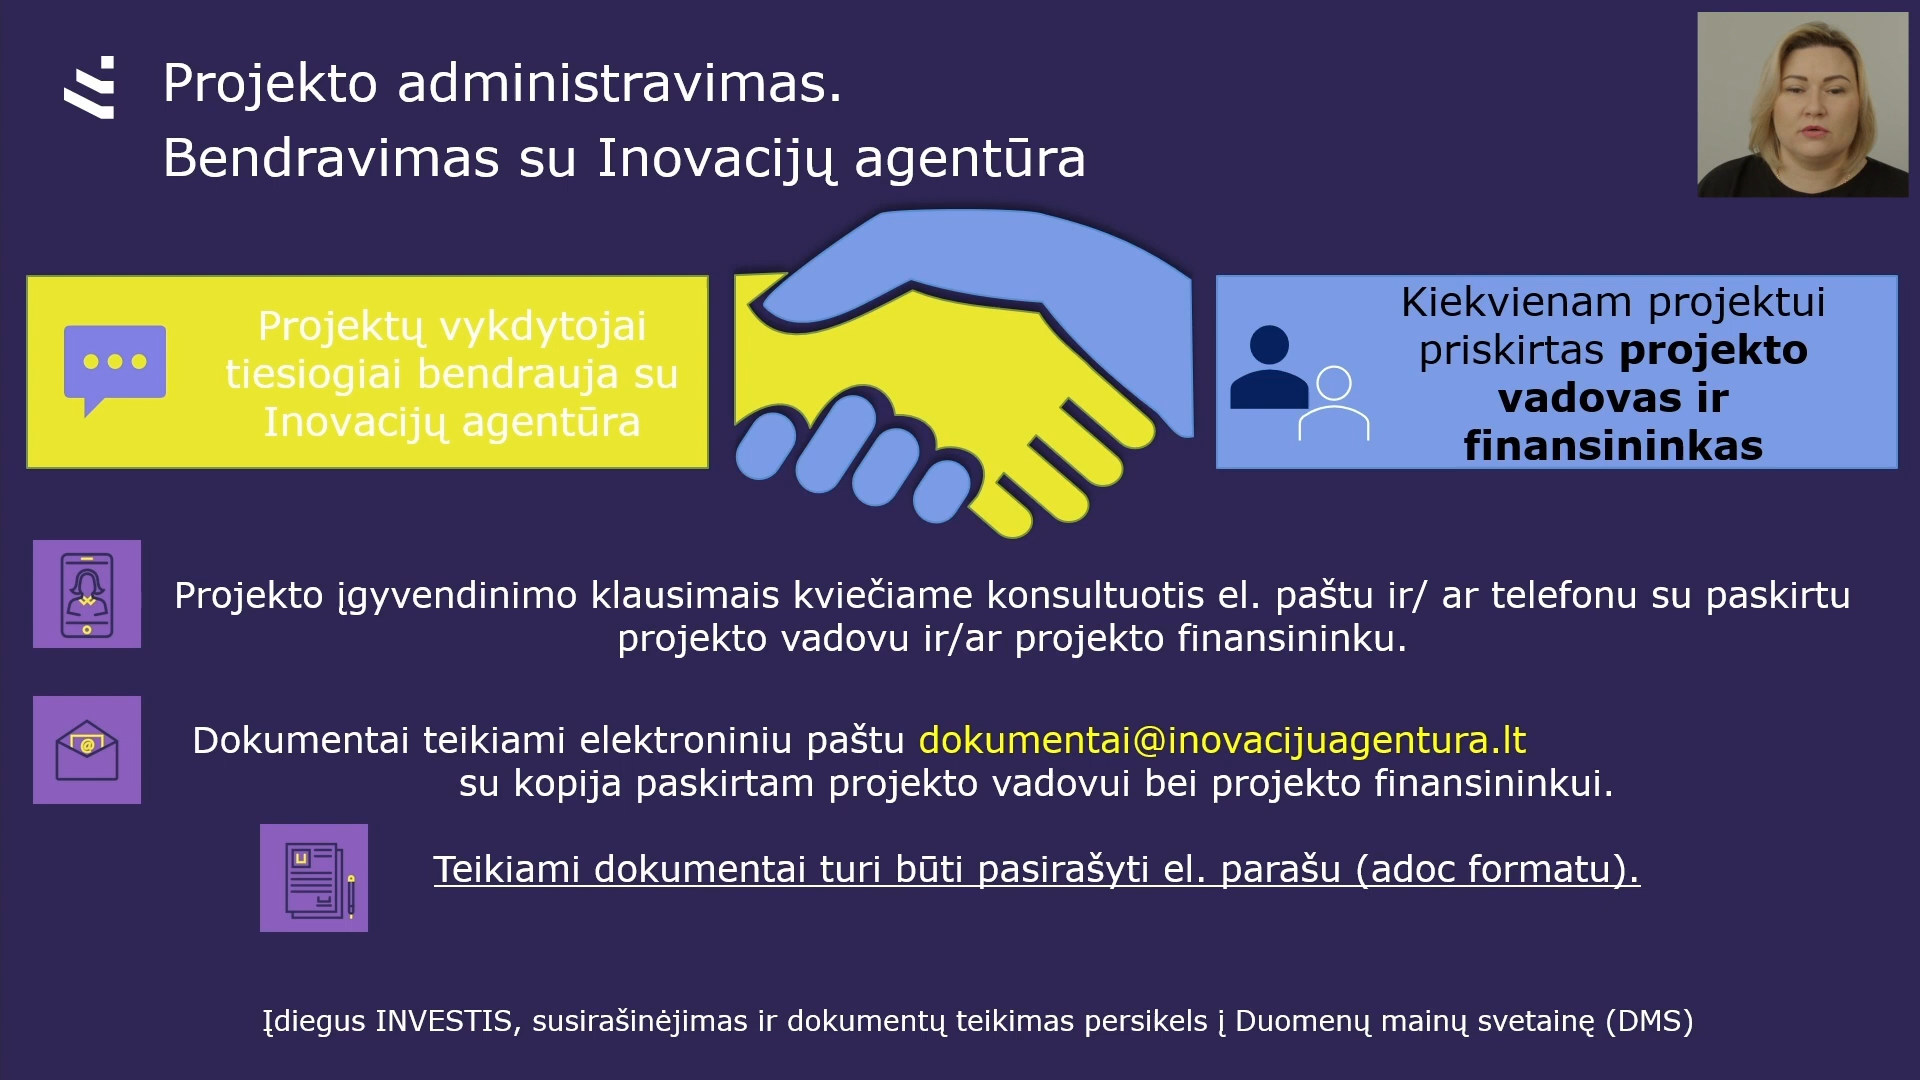 Projekto administravimas.
Bendravimas su Inovacijų agentūra
Projektų vykdytojai
tiesiogiai bendrauja su
Inovacijų agentūra
Kiekvienam projektui
priskirtas projekto
vadovas ir
finansininkas
Projekto įgyvendinimo klausimais kviečiame konsultuotis el. paštu ir/ ar telefonu su paskirtu
projekto vadovu ir/ar projekto finansininku.
Dokumentai teikiami elektroniniu paštu dokumentai@inovacijuagentura.lt
su kopija paskirtam projekto vadovui bei projekto finansininkui.
Teikiami dokumentai turi būti pasirašyti el. parašu (adoc formatu).
Įdiegus INVESTIS, susirašinėjimas ir dokumentų teikimas persikels į Duomenų mainų svetainę (DMS)